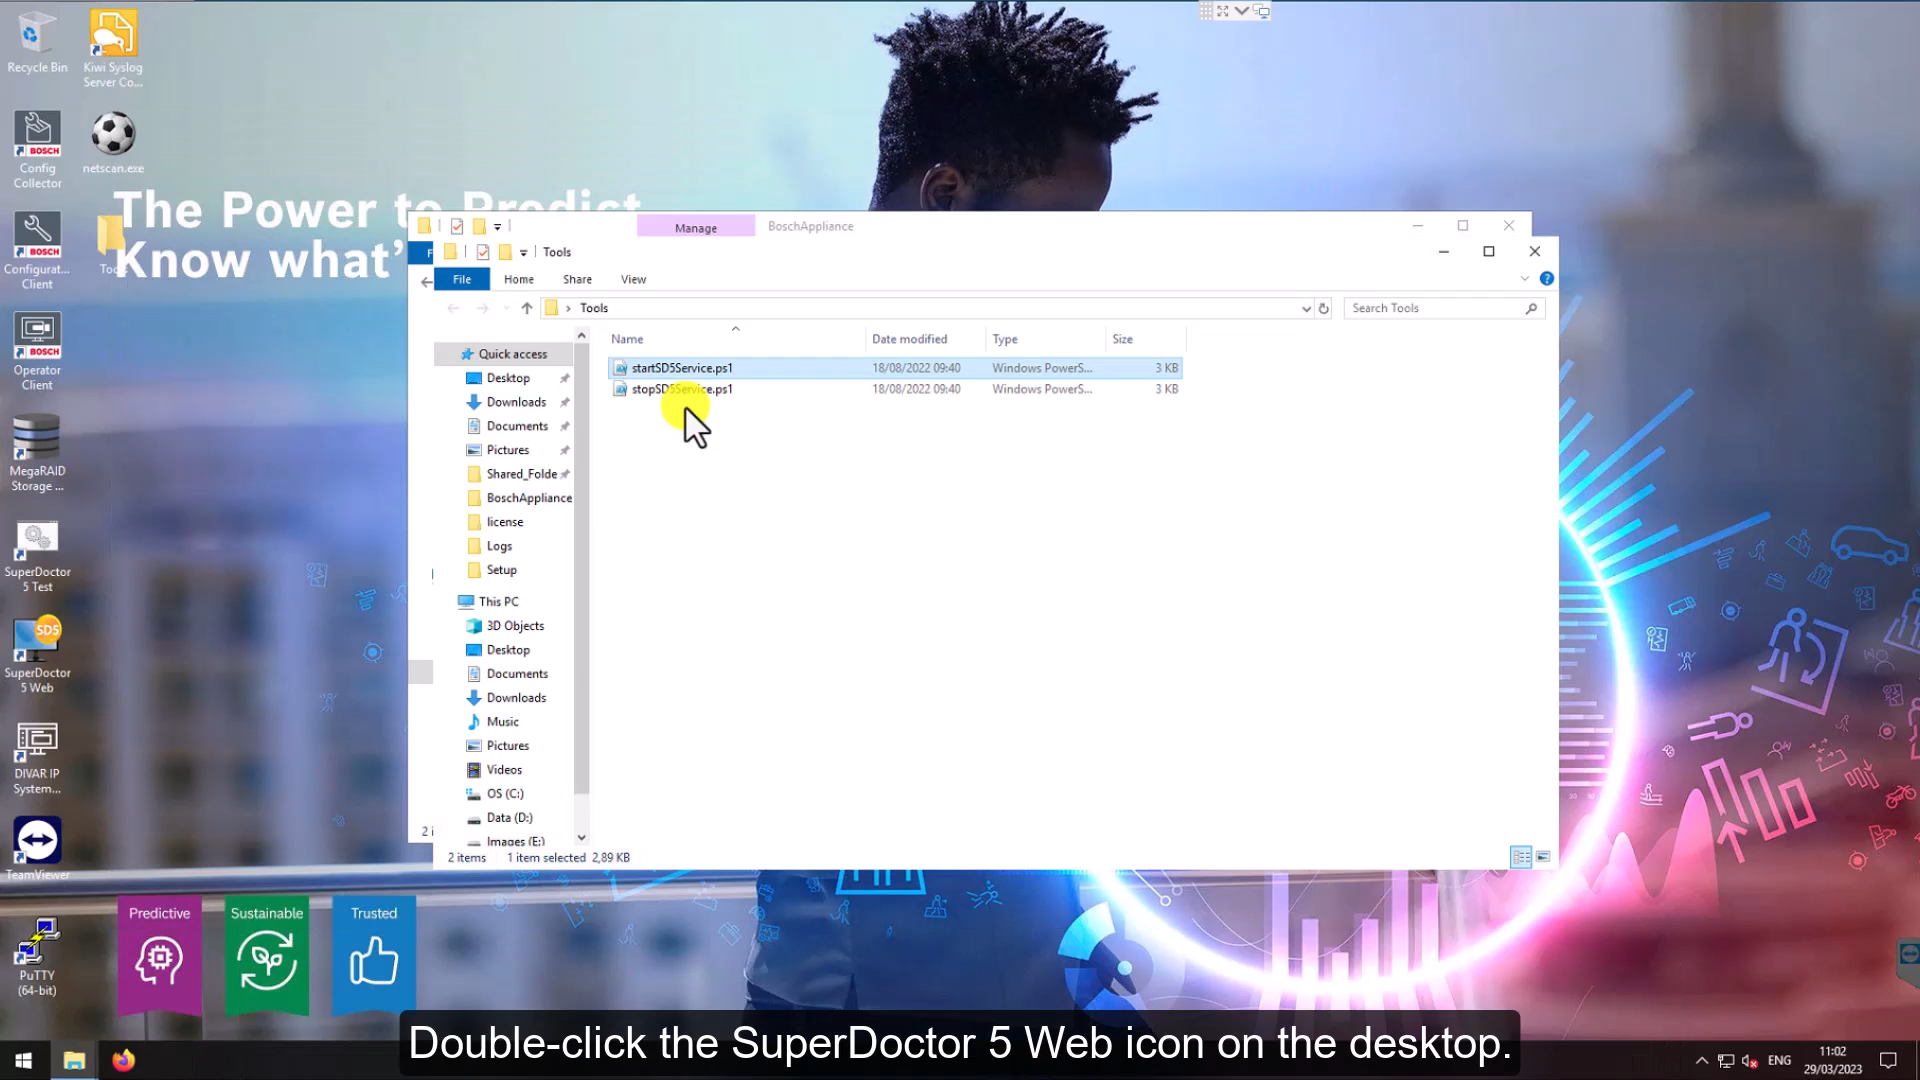 Recycle Bin
Kiwi Syslog
Server Co...
BOSCH
Config
Collector
netscan.exe
The Power to Predict
Know what'
BOSCH
Configurat...
Client
BOSCH
Operator
Client
MegaRAID
Storage ...
SuperDoctor
5 Test
SD5
SuperDoctor
5 Web
DIVAR IP
System...
TeamViewer
PuTTY
(64-bit)
Predictive
Sustainable
Trusted
Manage
BoschAppliance
Tools
File
Home
Share
View
Tools
Search Tools
Name
Date modified
Type
Size
startSD5Service.ps1 18/08/2022 09:40 Windows PowerS... 3 KB
stopSD5Service.ps1 18/08/2022 09:40 Windows PowerS... 3 KB
Quick access
Desktop
Downloads
Documents
Pictures
Shared_Folde
BoschAppliance
license
Logs
Setup
This PC
3D Objects
Desktop
Documents
Downloads
Music
Pictures
Videos
OS (C:)
Data (D:)
Images (E:)
2 i
2 items 1 item selected 2,89 KB
Double-click the SuperDoctor 5 Web icon on the desktop.
ENG
11:02
29/03/2023